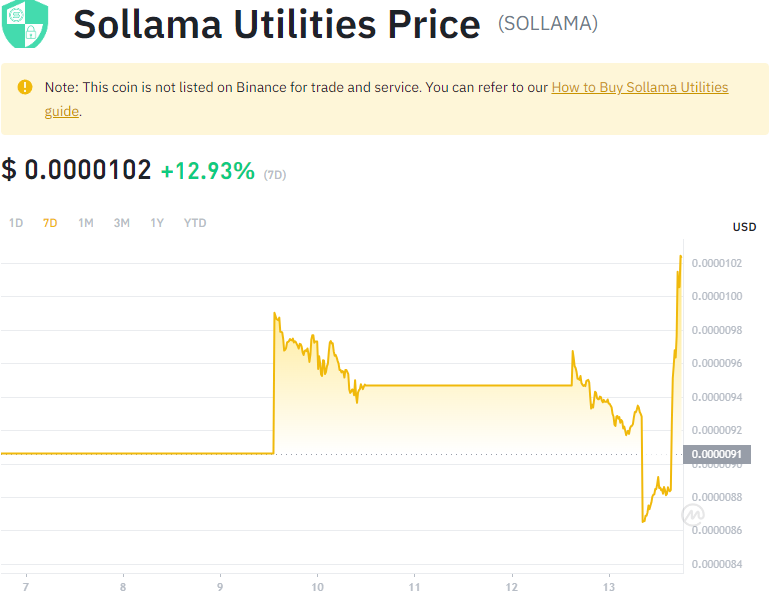 Sollama Utilities Price (SOLLAMA)
Note: This coin is not listed on Binance for trade and service. You can refer to our How to Buy Sollama Utilities
guide.
$ 0.0000102 +12.93% (7D)
1D 7D 1M 3M 1Y YTD
USD
0.0000102
0.0000100
0.0000098
0.0000096
0.0000094
0.0000092
0.0000091
0.0000090
0.0000088
0.0000086
0.0000084
7 8 9 10 11 12 13